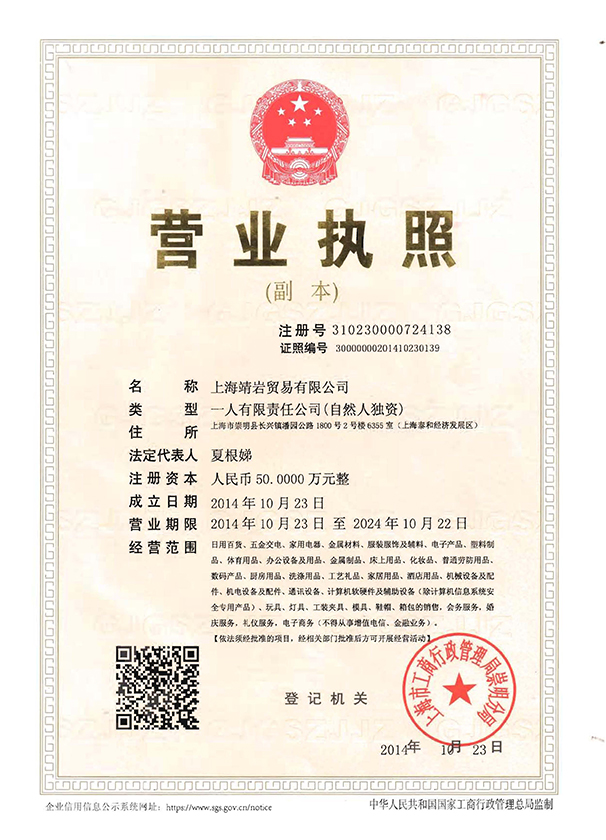 营业执照
(副 本)
注册号 310230000724138
证照编号 30000000201410230139
名 称 上海靖岩贸易有限公司
类 型 一人有限责任公司(自然人独资)
住 所 上海市崇明县长兴镇潘园公路1800号2号楼6355室(上海泰和经济发展区)
法定代表人 夏根娣
注册资本 人民币50.0000万元整
成立日期 2014年10月23日
营业期限 2014年10月23日 至 2024年10月22日
经营范围 日用百货、五金交电、家用电器、金属材料、服装服饰及辅料、电子产品、塑料制
品、体育用品、办公设备及用品、金属制品、床上用品、化妆品、普通劳防用品、
数码产品、厨房用品、洗涤用品、工艺礼品、家居用品、酒店用品、机械设备及配
件、机电设备及配件、通讯设备、计算机软硬件及辅助设备(除计算机信息系统安
全专用产品)、玩具、灯具、工装夹具、模具、鞋帽、箱包的销售,会务服务,婚
庆服务,礼仪服务,电子商务(不得从事增值电信、金融业务)。
【依法须经批准的项目,经相关部门批准后方可开展经营活动】
上海市工商行政管理局崇明分局
登记机关
2014年 10月 23日
企业信用信息公示系统网址: https://www.sgs.gov.cn/notice
中华人民共和国国家工商行政管理总局监制